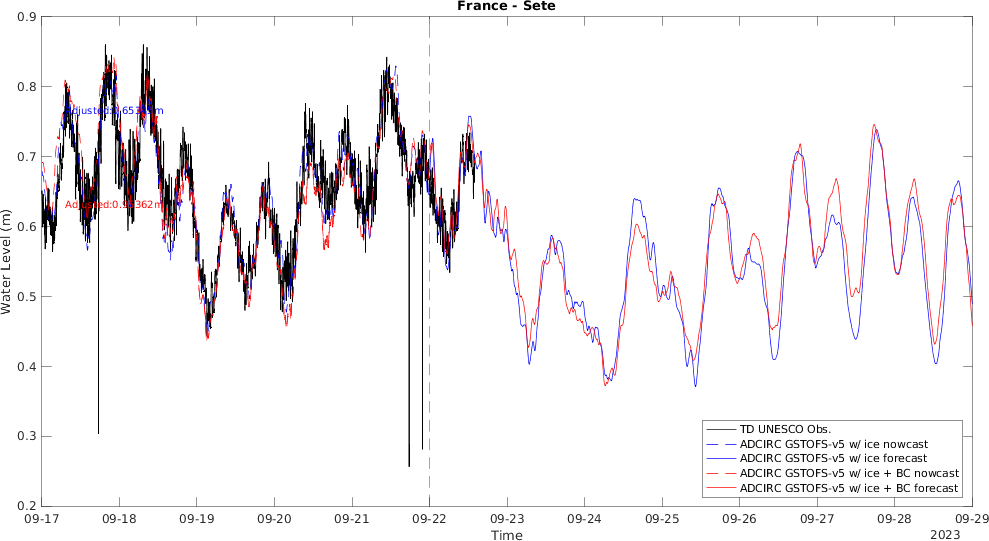 France - Sete
Water Level (m)
0.9
0.8
0.7
0.6
0.5
0.4
0.3
0.2
09-17
09-18
09-19
09-20
09-21
09-22
09-23
09-24
09-25
09-26
09-27
09-28
09-29
Time
2023
TD UNESCO Obs.
ADCIRC GSTOFS-v5 w/ ice nowcast
ADCIRC GSTOFS-v5 w/ ice forecast
ADCIRC GSTOFS-v5 w/ ice + BC nowcast
ADCIRC GSTOFS-v5 w/ ice + BC forecast